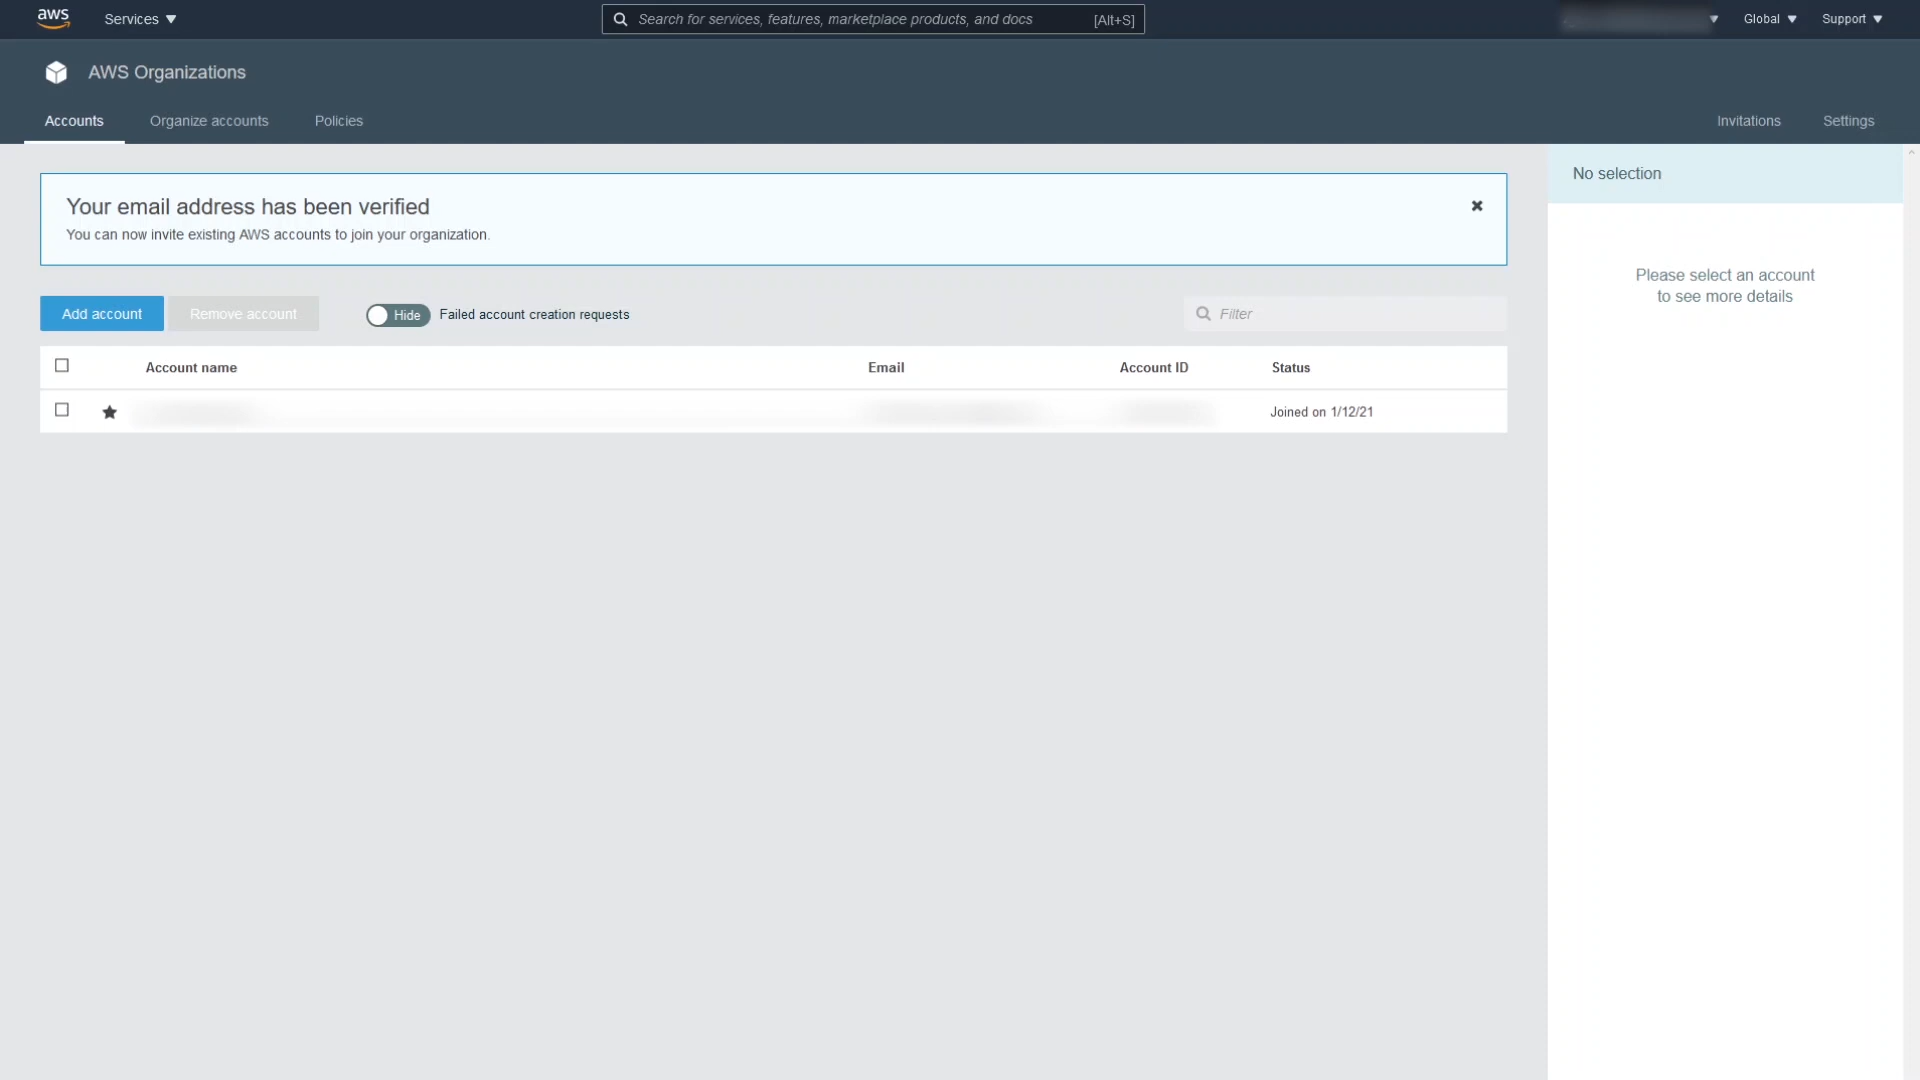 aws
Services
Search for services, features, marketplace products, and docs
[Alt+S]
Global
Support
AWS Organizations
Accounts
Organize accounts
Policies
Invitations
Settings
Your email address has been verified
You can now invite existing AWS accounts to join your organization.
No selection
Please select an account
to see more details
Add account
Remove account
Hide
Failed account creation requests
Filter
Account name
Email
Account ID
Status
Joined on 1/12/21